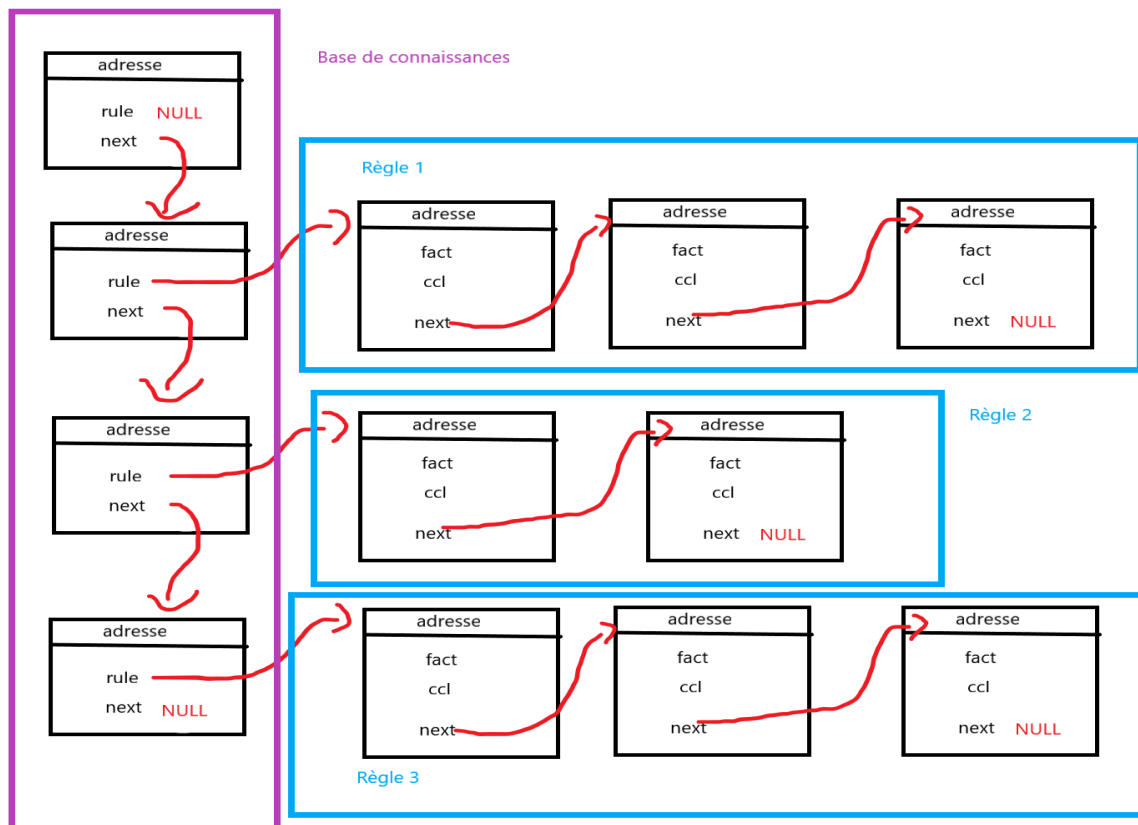 Base de connaissances
adresse
rule NULL
next
Règle 1
adresse
rule
next
adresse
fact
ccl
next
adresse
fact
ccl
next
adresse
fact
ccl
next NULL
Règle 2
adresse
rule
next
adresse
fact
ccl
next
adresse
fact
ccl
next NULL
adresse
rule
next NULL
adresse
fact
ccl
next
adresse
fact
ccl
next
adresse
fact
ccl
next NULL
Règle 3